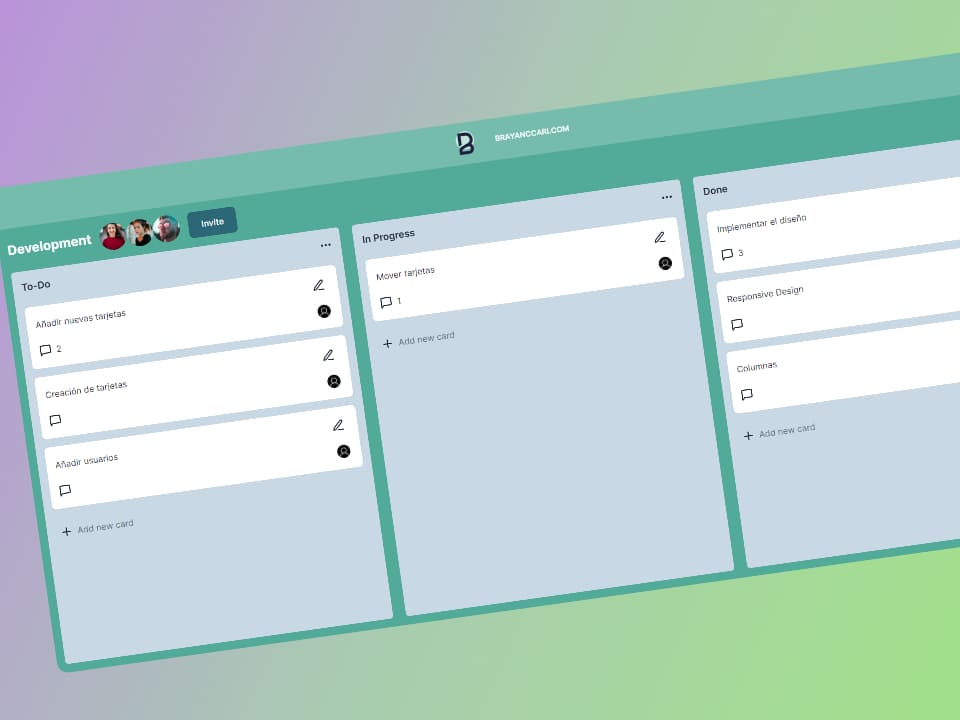 BRAYANCCARI.COM
Development
Invite
To-Do
Añadir nuevas tarjetas
2
Creación de tarjetas
Añadir usuarios
Add new card
In Progress
Mover tarjetas
1
Add new card
Done
Implementar el diseño
3
Responsive Design
Columnas
Add new card